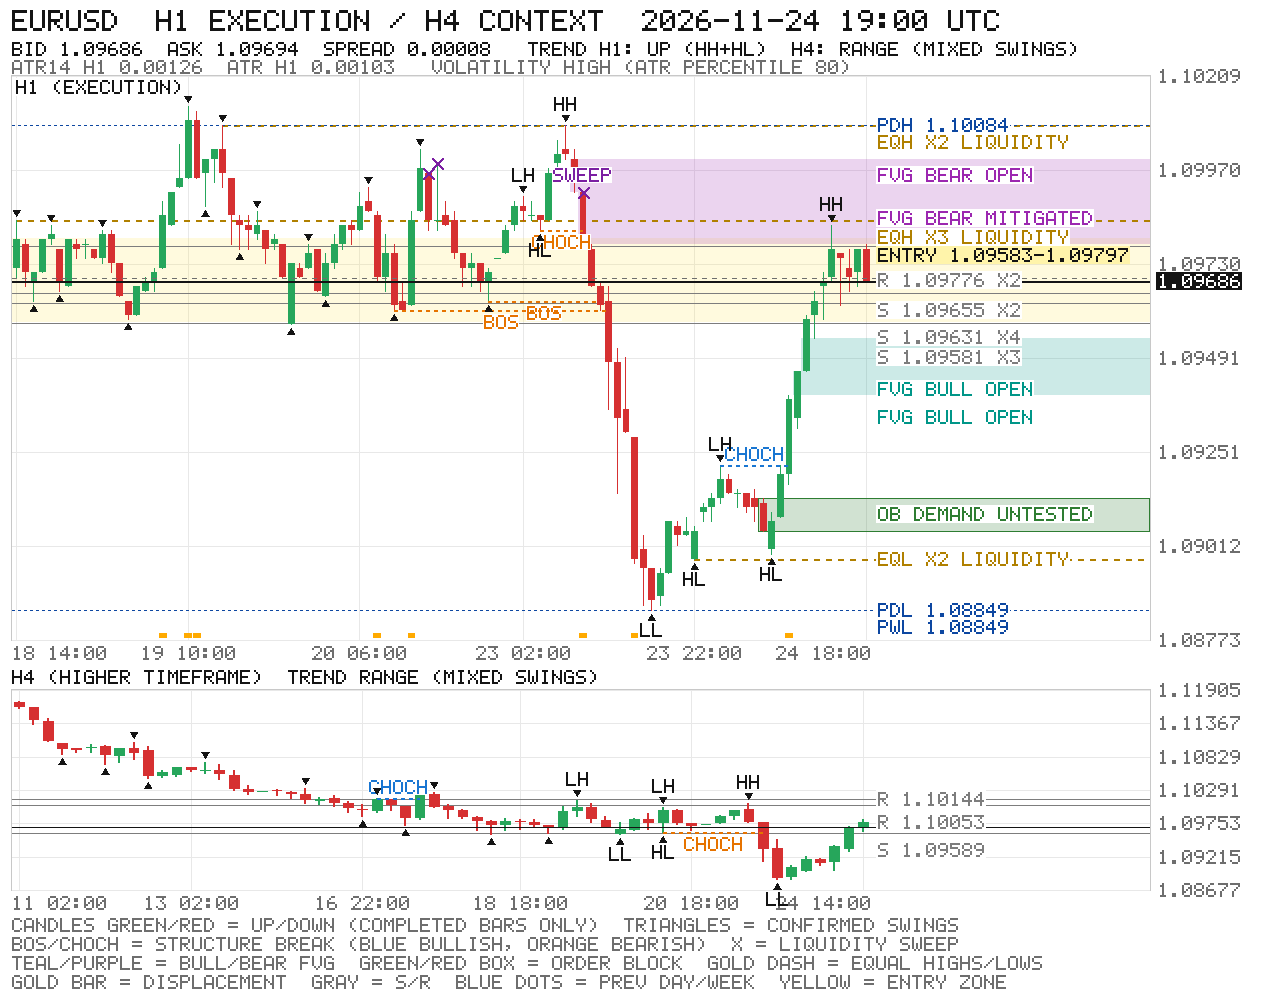 EURUSD  H1 EXECUTION / H4 CONTEXT  2026-11-24 19:00 UTC
BID 1.09686  ASK 1.09694  SPREAD 0.00008  TREND H1: UP (HH+HL)  H4: RANGE (MIXED SWINGS)
ATR14 H1 0.00126  ATR H1 0.00103  VOLATILITY HIGH (ATR PERCENTILE 80)
H1 (EXECUTION)
1.10209
HH
PDH 1.10084
EQH X2 LIQUIDITY
1.09970
LH
SWEEP
FVG BEAR OPEN
HH
FVG BEAR MITIGATED
EQH X3 LIQUIDITY
CHOCH
HL
ENTRY 1.09583-1.09797
1.09730
R 1.09776 X2
1.09686
S 1.09655 X2
BOS
BOS
S 1.09631 X4
S 1.09581 X3
1.09491
FVG BULL OPEN
FVG BULL OPEN
LH
CHOCH
1.09251
OB DEMAND UNTESTED
1.09012
EQL X2 LIQUIDITY
HL
HL
PDL 1.08849
PWL 1.08849
LL
1.08773
18 14:00  19 10:00  20 06:00  23 02:00  23 22:00  24 18:00
H4 (HIGHER TIMEFRAME)  TREND RANGE (MIXED SWINGS)
1.11905
1.11367
1.10829
CHOCH
LH
LH
HH
1.10291
R 1.10144
R 1.10053
1.09753
CHOCH
S 1.09589
LL
HL
1.09215
1.08677
LL
11 02:00  13 02:00  16 22:00  18 18:00  20 18:00  24 14:00
CANDLES GREEN/RED = UP/DOWN (COMPLETED BARS ONLY)  TRIANGLES = CONFIRMED SWINGS
BOS/CHOCH = STRUCTURE BREAK (BLUE BULLISH, ORANGE BEARISH)  X = LIQUIDITY SWEEP
TEAL/PURPLE = BULL/BEAR FVG  GREEN/RED BOX = ORDER BLOCK  GOLD DASH = EQUAL HIGHS/LOWS
GOLD BAR = DISPLACEMENT  GRAY = S/R  BLUE DOTS = PREV DAY/WEEK  YELLOW = ENTRY ZONE